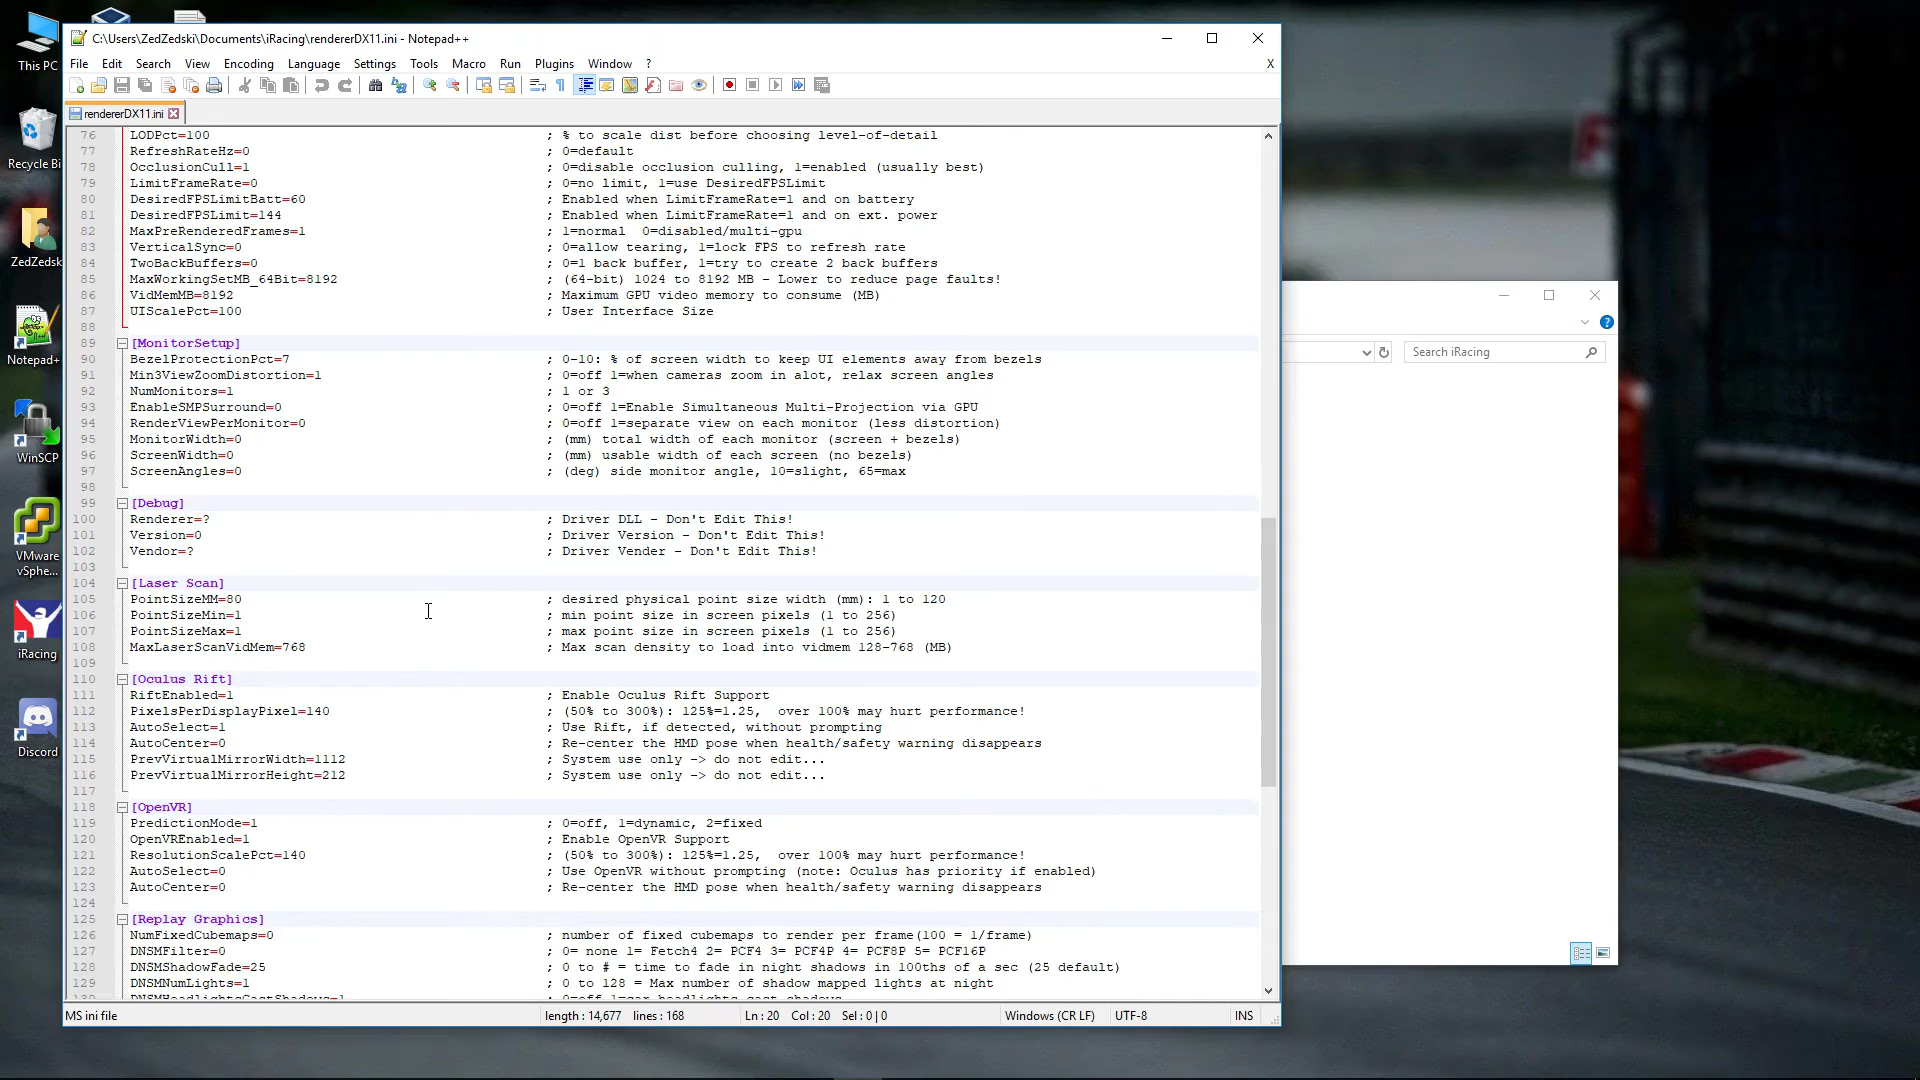 This PC
Recycle Bi
ZedZedsk
Notepad+
WinSCP
VMware
vSphe...
iRacing
Discord
C:\Users\ZedZedski\Documents\iRacing\rendererDX11.ini - Notepad++
File Edit Search View Encoding Language Settings Tools Macro Run Plugins Window ? X
rendererDX11.ini
76 LODPct=100 ; % to scale dist before choosing level-of-detail
77 RefreshRateHz=0 ; 0=default
78 OcclusionCull=1 ; 0=disable occlusion culling, 1=enabled (usually best)
79 LimitFrameRate=0 ; 0=no limit, 1=use DesiredFPSLimit
80 DesiredFPSLimitBatt=60 ; Enabled when LimitFrameRate=1 and on battery
81 DesiredFPSLimit=144 ; Enabled when LimitFrameRate=1 and on ext. power
82 MaxPreRenderedFrames=1 ; 1=normal 0=disabled/multi-gpu
83 VerticalSync=0 ; 0=allow tearing, 1=lock FPS to refresh rate
84 TwoBackBuffers=0 ; 0=1 back buffer, 1=try to create 2 back buffers
85 MaxWorkingSetMB_64Bit=8192 ; (64-bit) 1024 to 8192 MB - Lower to reduce page faults!
86 VidMemMB=8192 ; Maximum GPU video memory to consume (MB)
87 UIScalePct=100 ; User Interface Size
88
89 [MonitorSetup]
90 BezelProtectionPct=7 ; 0-10: % of screen width to keep UI elements away from bezels
91 Min3ViewZoomDistortion=1 ; 0=off 1=when cameras zoom in alot, relax screen angles
92 NumMonitors=1 ; 1 or 3
93 EnableSMPSurround=0 ; 0=off 1=Enable Simultaneous Multi-Projection via GPU
94 RenderViewPerMonitor=0 ; 0=off 1=separate view on each monitor (less distortion)
95 MonitorWidth=0 ; (mm) total width of each monitor (screen + bezels)
96 ScreenWidth=0 ; (mm) usable width of each screen (no bezels)
97 ScreenAngles=0 ; (deg) side monitor angle, 10=slight, 65=max
98
99 [Debug]
100 Renderer=? ; Driver DLL - Don't Edit This!
101 Version=0 ; Driver Version - Don't Edit This!
102 Vendor=? ; Driver Vender - Don't Edit This!
103
104 [Laser Scan]
105 PointSizeMM=80 ; desired physical point size width (mm): 1 to 120
106 PointSizeMin=1 ; min point size in screen pixels (1 to 256)
107 PointSizeMax=1 ; max point size in screen pixels (1 to 256)
108 MaxLaserScanVidMem=768 ; Max scan density to load into vidmem 128-768 (MB)
109
110 [Oculus Rift]
111 RiftEnabled=1 ; Enable Oculus Rift Support
112 PixelsPerDisplayPixel=140 ; (50% to 300%): 125%=1.25, over 100% may hurt performance!
113 AutoSelect=1 ; Use Rift, if detected, without prompting
114 AutoCenter=0 ; Re-center the HMD pose when health/safety warning disappears
115 PrevVirtualMirrorWidth=1112 ; System use only -> do not edit...
116 PrevVirtualMirrorHeight=212 ; System use only -> do not edit...
117
118 [OpenVR]
119 PredictionMode=1 ; 0=off, 1=dynamic, 2=fixed
120 OpenVREnabled=1 ; Enable OpenVR Support
121 ResolutionScalePct=140 ; (50% to 300%): 125%=1.25, over 100% may hurt performance!
122 AutoSelect=0 ; Use OpenVR without prompting (note: Oculus has priority if enabled)
123 AutoCenter=0 ; Re-center the HMD pose when health/safety warning disappears
124
125 [Replay Graphics]
126 NumFixedCubemaps=0 ; number of fixed cubemaps to render per frame(100 = 1/frame)
127 DNSMFilter=0 ; 0= none 1= Fetch4 2= PCF4 3= PCF4P 4= PCF8P 5= PCF16P
128 DNSMShadowFade=25 ; 0 to # = time to fade in night shadows in 100ths of a sec (25 default)
129 DNSMNumLights=1 ; 0 to 128 = Max number of shadow mapped lights at night
130 DNSMHeadlightsCastShadows=1 ; 0=off 1=car headlights cast shadows
MS ini file length : 14,677 lines : 168 Ln : 20 Col : 20 Sel : 0 | 0 Windows (CR LF) UTF-8 INS
Search iRacing